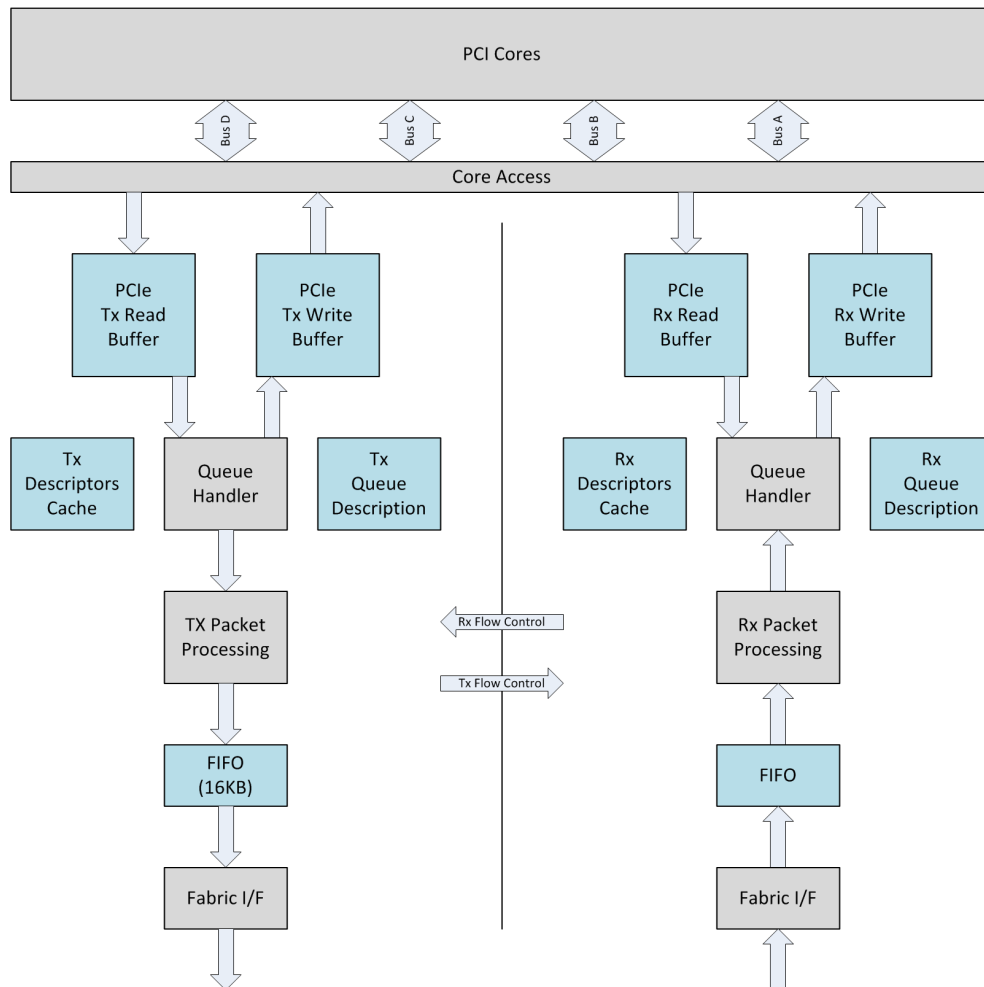 PCI Cores
Bus D
Bus C
Bus B
Bus A
Core Access
PCIe
Tx Read
Buffer
PCIe
Tx Write
Buffer
PCIe
Rx Read
Buffer
PCIe
Rx Write
Buffer
Tx
Descriptors
Cache
Queue
Handler
Tx
Queue
Description
Rx
Descriptors
Cache
Queue
Handler
Rx
Queue
Description
TX Packet
Processing
Rx Flow Control
Tx Flow Control
Rx Packet
Processing
FIFO
(16KB)
FIFO
Fabric I/F
Fabric I/F